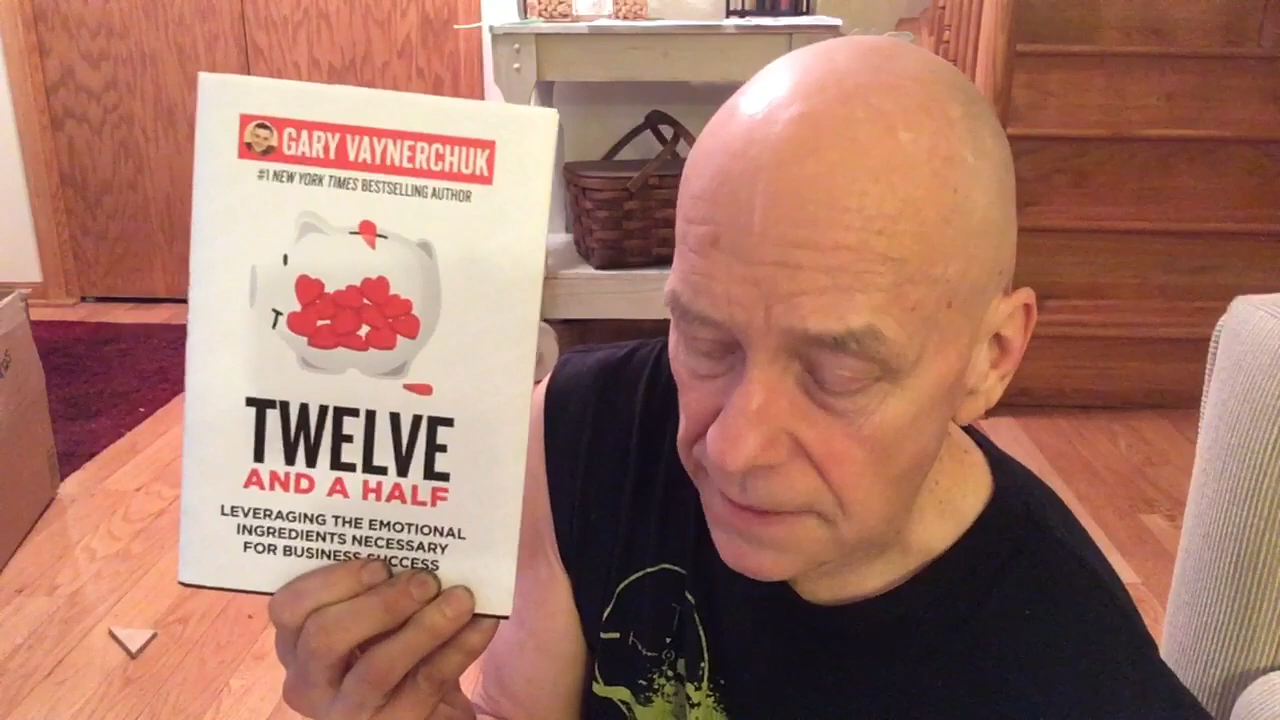 GARY VAYNERCHUK
#1 NEW YORK TIMES BESTSELLING AUTHOR
TWELVE
AND A HALF
LEVERAGING THE EMOTIONAL
INGREDIENTS NECESSARY
FOR BUSINESS SUCCESS